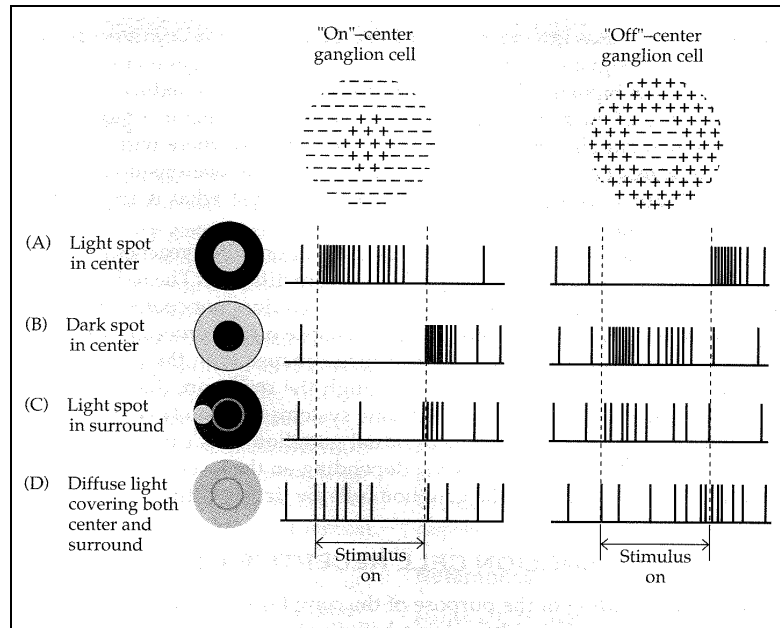 "On"–center
ganglion cell
"Off"–center
ganglion cell
(A) Light spot
in center
(B) Dark spot
in center
(C) Light spot
in surround
(D) Diffuse light
covering both
center and
surround
Stimulus
on
Stimulus
on